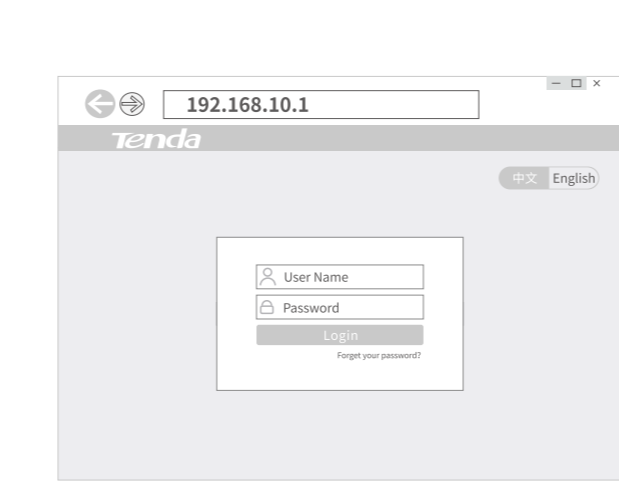 192.168.10.1
Tenda
中文 English
User Name
Password
Login
Forget your password?